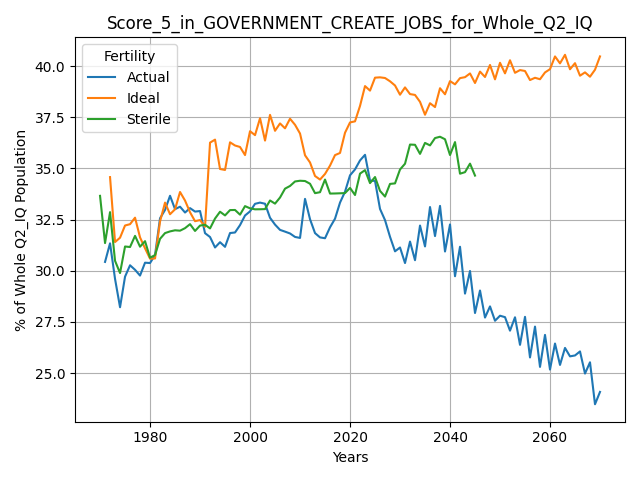 Score_5_in_GOVERNMENT_CREATE_JOBS_for_Whole_Q2_IQ
Fertility
Actual
Ideal
Sterile
% of Whole Q2_IQ Population
40.0
37.5
35.0
32.5
30.0
27.5
25.0
1980 2000 2020 2040 2060
Years